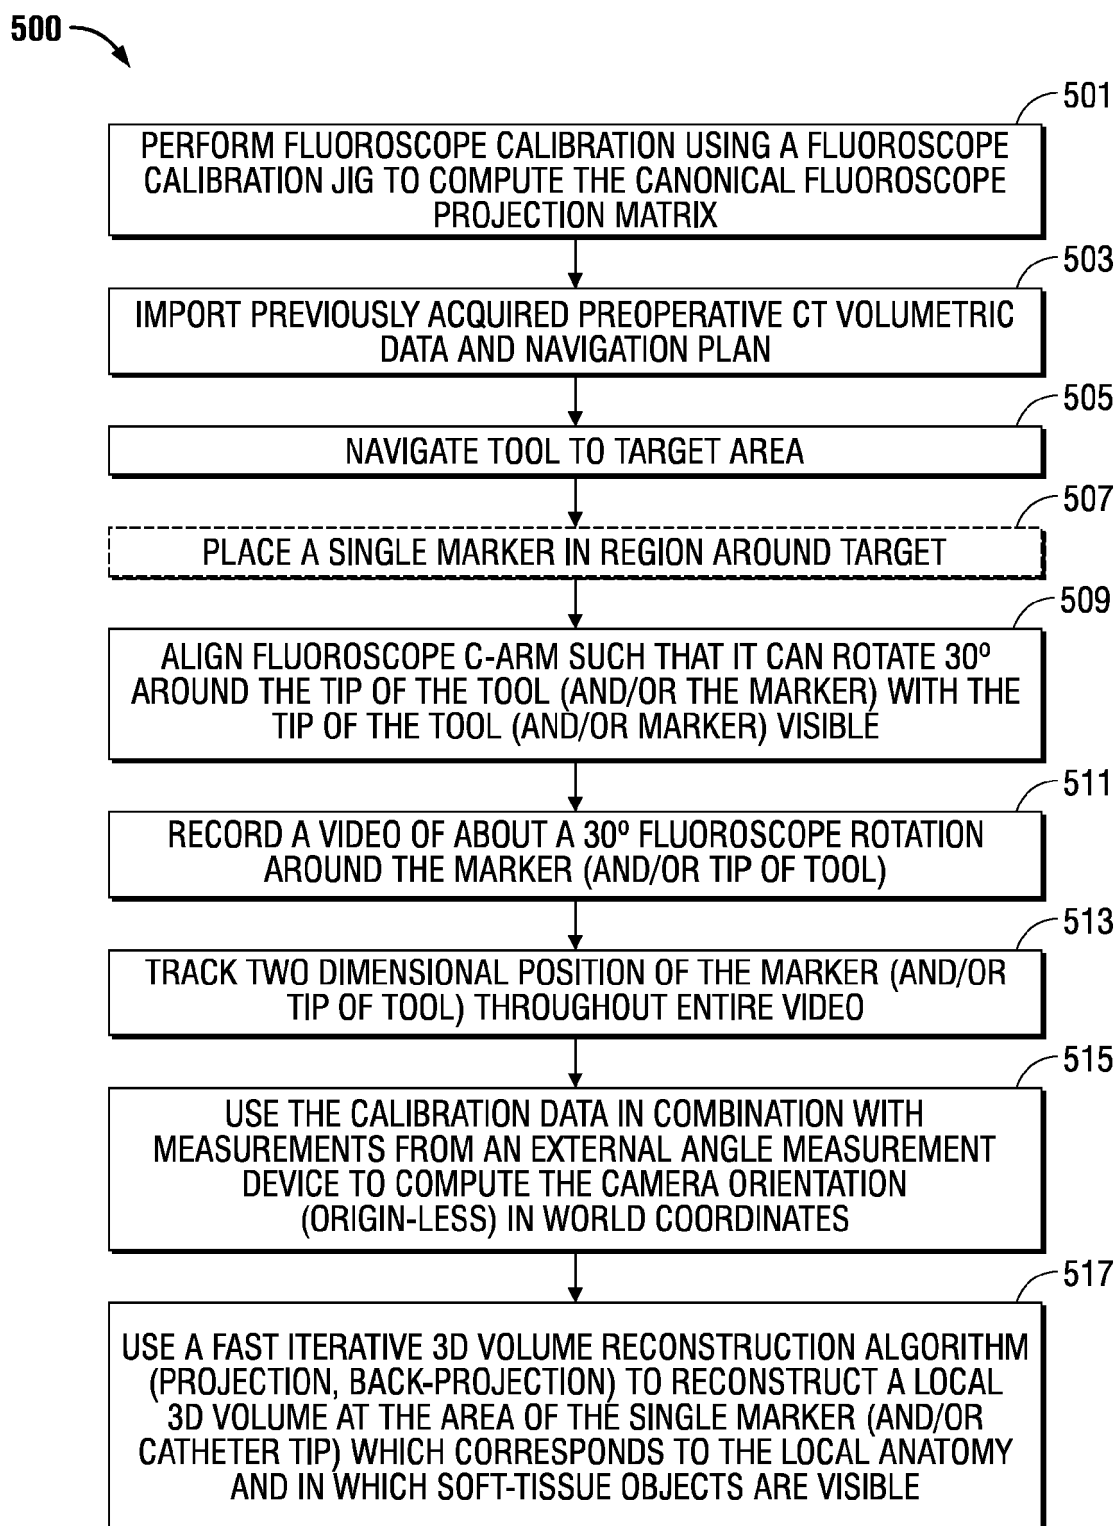 500
501
PERFORM FLUOROSCOPE CALIBRATION USING A FLUOROSCOPE
CALIBRATION JIG TO COMPUTE THE CANONICAL FLUOROSCOPE
PROJECTION MATRIX
503
IMPORT PREVIOUSLY ACQUIRED PREOPERATIVE CT VOLUMETRIC
DATA AND NAVIGATION PLAN
505
NAVIGATE TOOL TO TARGET AREA
507
PLACE A SINGLE MARKER IN REGION AROUND TARGET
509
ALIGN FLUOROSCOPE C-ARM SUCH THAT IT CAN ROTATE 30º
AROUND THE TIP OF THE TOOL (AND/OR THE MARKER) WITH THE
TIP OF THE TOOL (AND/OR MARKER) VISIBLE
511
RECORD A VIDEO OF ABOUT A 30º FLUOROSCOPE ROTATION
AROUND THE MARKER (AND/OR TIP OF TOOL)
513
TRACK TWO DIMENSIONAL POSITION OF THE MARKER (AND/OR
TIP OF TOOL) THROUGHOUT ENTIRE VIDEO
515
USE THE CALIBRATION DATA IN COMBINATION WITH
MEASUREMENTS FROM AN EXTERNAL ANGLE MEASUREMENT
DEVICE TO COMPUTE THE CAMERA ORIENTATION
(ORIGIN-LESS) IN WORLD COORDINATES
517
USE A FAST ITERATIVE 3D VOLUME RECONSTRUCTION ALGORITHM
(PROJECTION, BACK-PROJECTION) TO RECONSTRUCT A LOCAL
3D VOLUME AT THE AREA OF THE SINGLE MARKER (AND/OR
CATHETER TIP) WHICH CORRESPONDS TO THE LOCAL ANATOMY
AND IN WHICH SOFT-TISSUE OBJECTS ARE VISIBLE